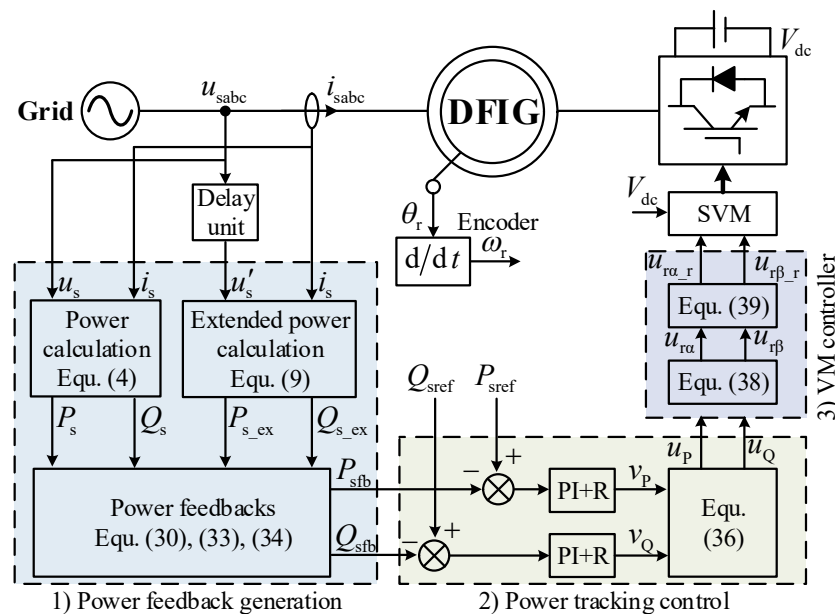 V_dc
u_sabc
i_sabc
Grid
DFIG
Delay
unit
θ_r
Encoder
ω_r
d/dt
V_dc
SVM
u_s
i_s
u'_s
i_s
u_rα_r
u_rβ_r
Equ.
(39)
u_rα
u_rβ
Equ.
(38)
3) VM controller
Power
calculation
Equ. (4)
Extended power
calculation
Equ. (9)
Q_sref
P_sref
P_s
Q_s
P_s_ex
Q_s_ex
u_P
u_Q
Power feedbacks
Equ. (30), (33), (34)
P_sfb
− +
PI+R
v_P
Equ.
(36)
Q_sfb
− +
PI+R
v_Q
1) Power feedback generation
2) Power tracking control